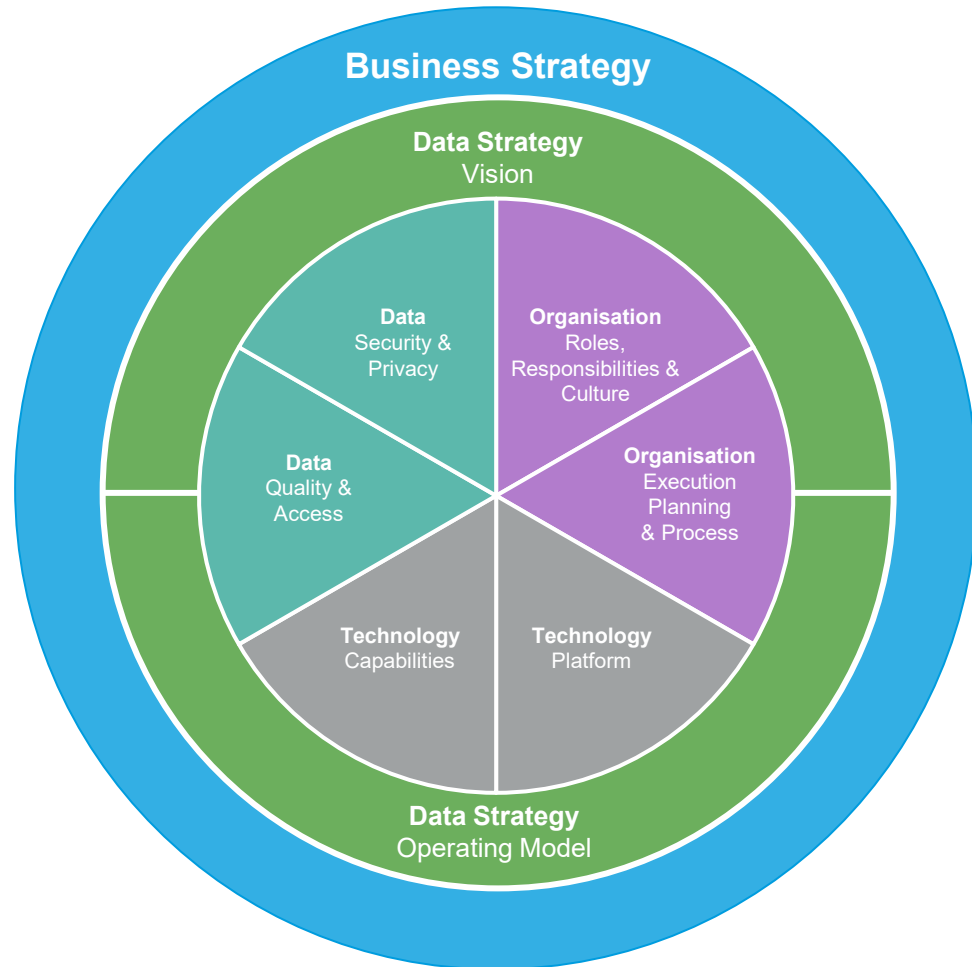 Business Strategy
Data Strategy
Vision
Data
Security &
Privacy
Organisation
Roles,
Responsibilities &
Culture
Data
Quality &
Access
Organisation
Execution
Planning
& Process
Technology
Capabilities
Technology
Platform
Data Strategy
Operating Model